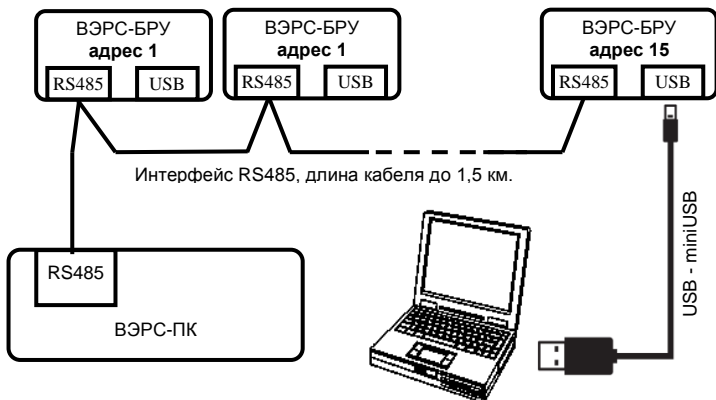 ВЭРС-БРУ
адрес 1
RS485 USB
ВЭРС-БРУ
адрес 1
RS485 USB
ВЭРС-БРУ
адрес 15
RS485 USB
Интерфейс RS485, длина кабеля до 1,5 км.
USB - miniUSB
RS485
ВЭРС-ПК